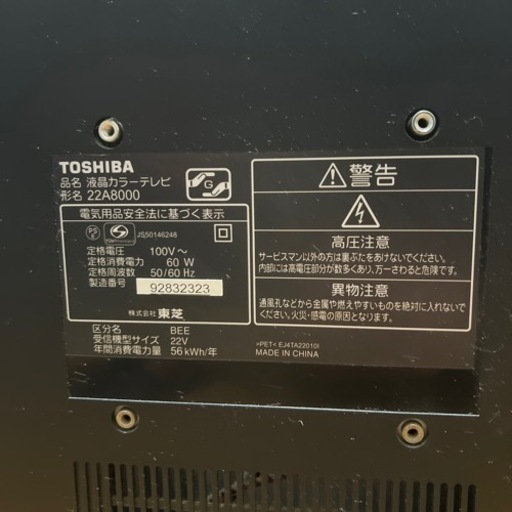 TOSHIBA
品名 液晶カラーテレビ
形名 22A8000
G
電気用品安全法に基づく表示
PS
E
S
JS50146248
定格電圧 100V～
定格消費電力 60 W
定格周波数 50/60 Hz
製造番号 92832323
株式会社 東芝
区分名 BEE
受信機型サイズ 22V
年間消費電力量 56 kWh/年
警告
高圧注意
サービスマン以外の方は裏ぶたをあけないでください。
内部には高電圧部分が数多くあり、万一さわると危険です。
異物注意
通風孔などから金属や燃えやすいものを絶対に入れないで
ください。火災・感電の原因となります。
>PET< EJ4TA22010I
MADE IN CHINA